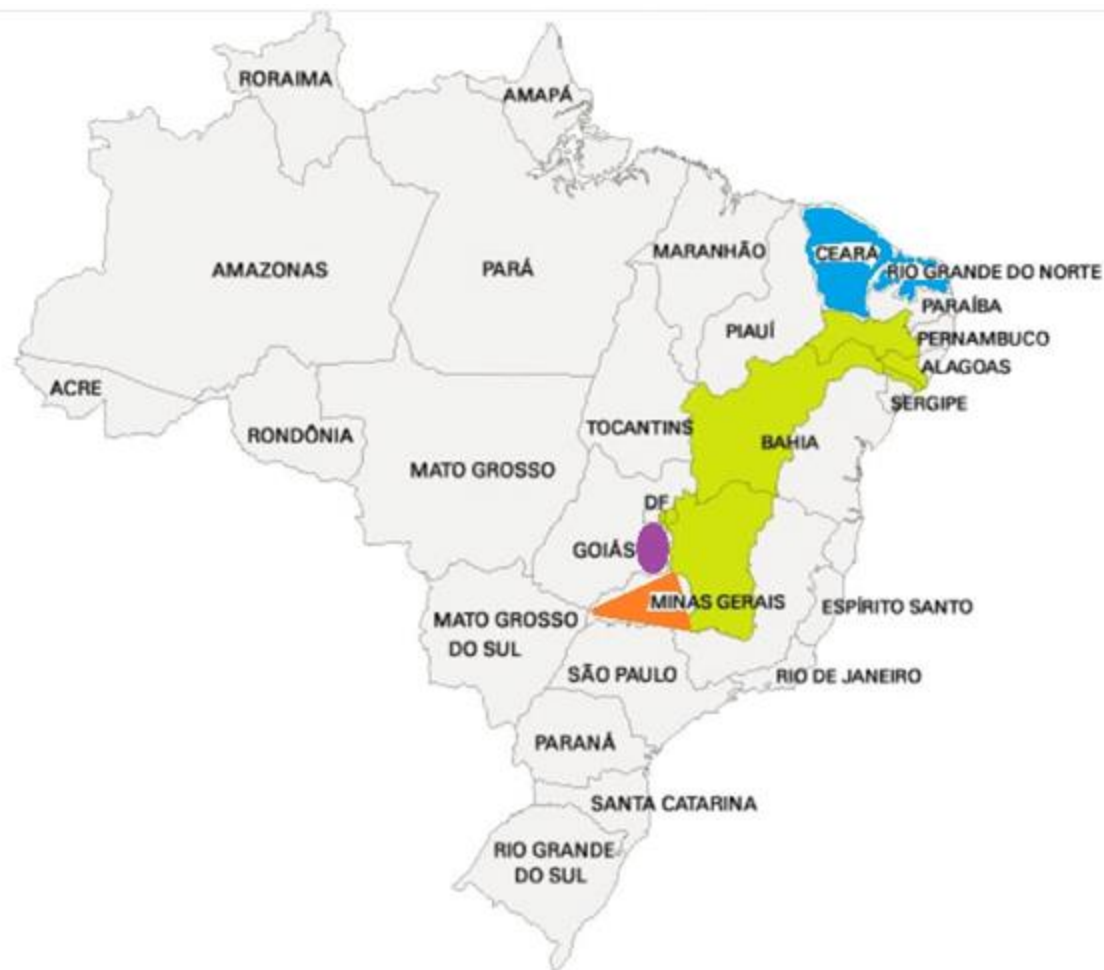 RORAIMA
AMAPÁ
AMAZONAS
PARÁ
MARANHÃO
CEARÁ
RIO GRANDE DO NORTE
PARAÍBA
PIAUÍ
PERNAMBUCO
ALAGOAS
SERGIPE
ACRE
RONDÔNIA
TOCANTINS
BAHIA
MATO GROSSO
DF
GOIÁS
MINAS GERAIS
ESPÍRITO SANTO
MATO GROSSO
DO SUL
SÃO PAULO
RIO DE JANEIRO
PARANÁ
SANTA CATARINA
RIO GRANDE
DO SUL